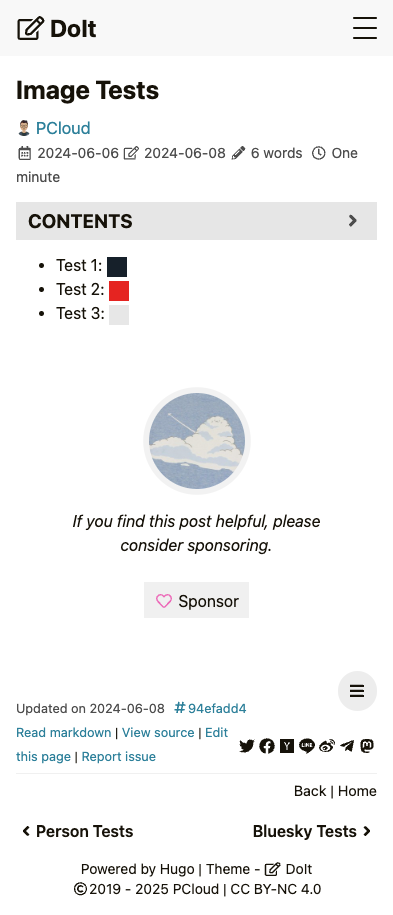 DoIt
Image Tests
PCloud
2024-06-06 2024-06-08 6 words One
minute
CONTENTS
Test 1:
Test 2:
Test 3:
If you find this post helpful, please
consider sponsoring.
Sponsor
Updated on 2024-06-08 #94efadd4
Read markdown | View source | Edit
this page | Report issue
Back | Home
Person Tests Bluesky Tests
Powered by Hugo | Theme - DoIt
©2019 - 2025 PCloud | CC BY-NC 4.0